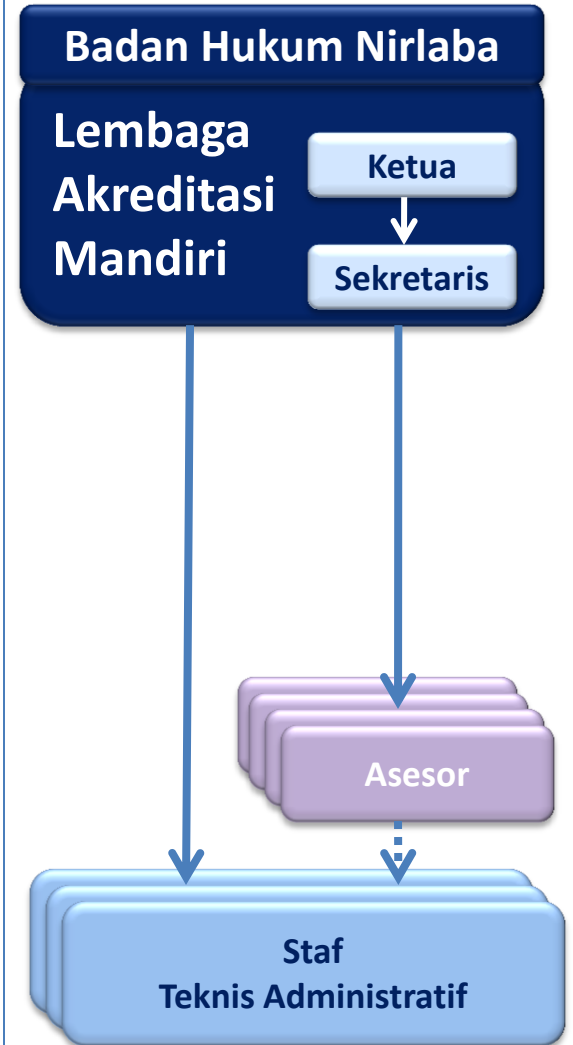 Badan Hukum Nirlaba
Lembaga
Akreditasi
Mandiri
Ketua
Sekretaris
Asesor
Staf
Teknis Administratif